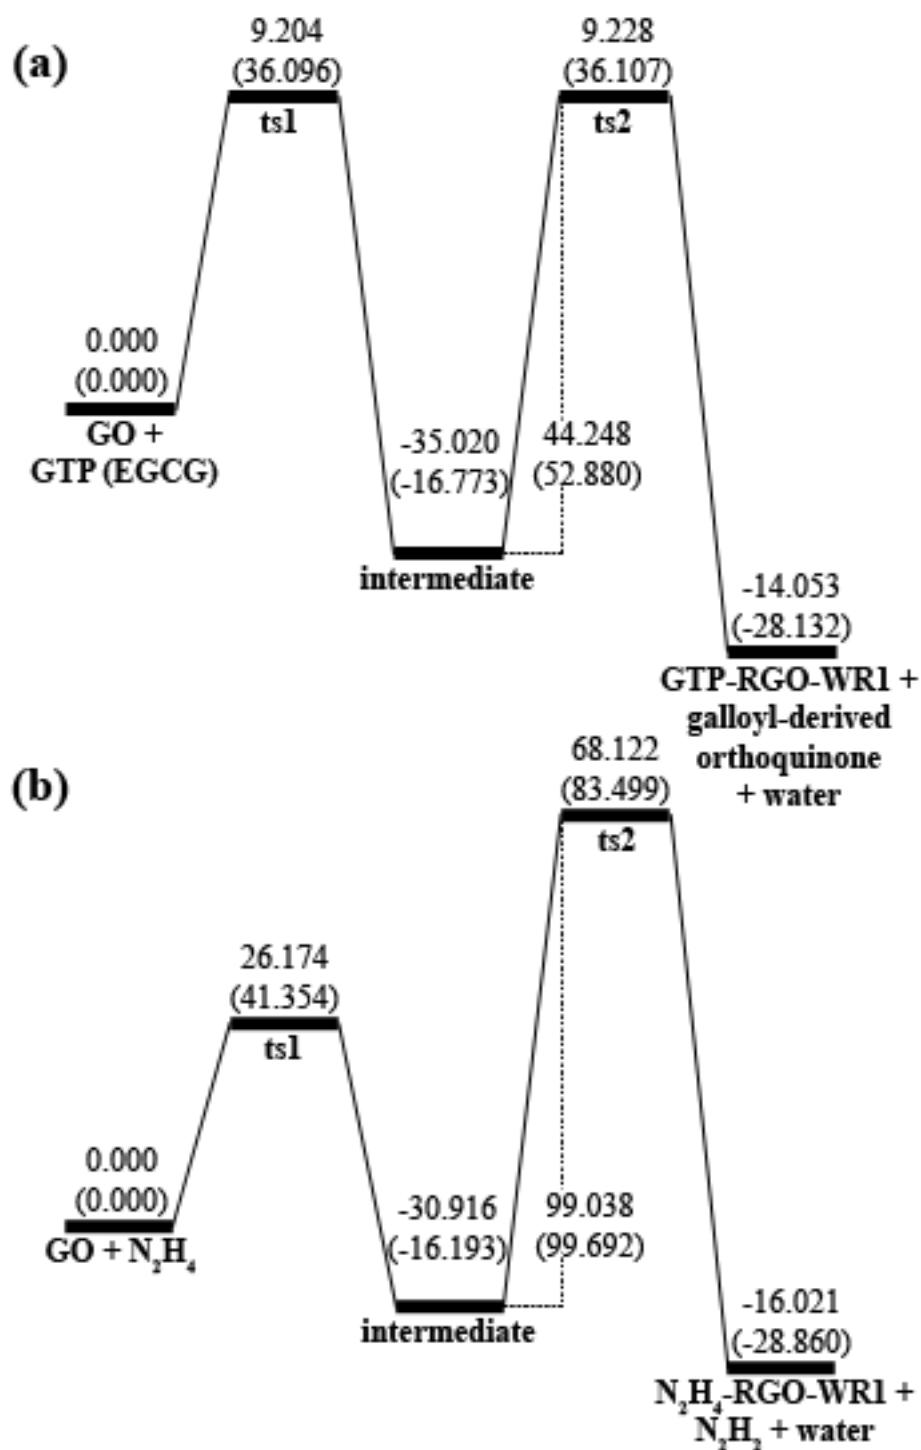 (a)
9.204
(36.096)
ts1
9.228
(36.107)
ts2
0.000
(0.000)
GO +
GTP (EGCG)
-35.020
(-16.773)
44.248
(52.880)
intermediate
-14.053
(-28.132)
GTP-RGO-WR1 +
galloyl-derived
orthoquinone
+ water
(b)
68.122
(83.499)
ts2
26.174
(41.354)
ts1
0.000
(0.000)
GO + N₂H₄
-30.916
(-16.193)
99.038
(99.692)
intermediate
-16.021
(-28.860)
N₂H₄-RGO-WR1 +
N₂H₂ + water